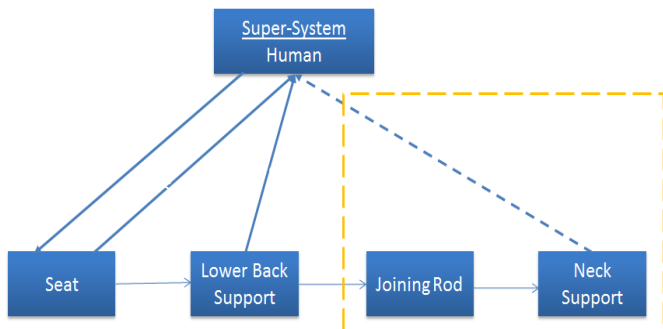 Super-System
Human
Seat
Lower Back
Support
Joining Rod
Neck
Support